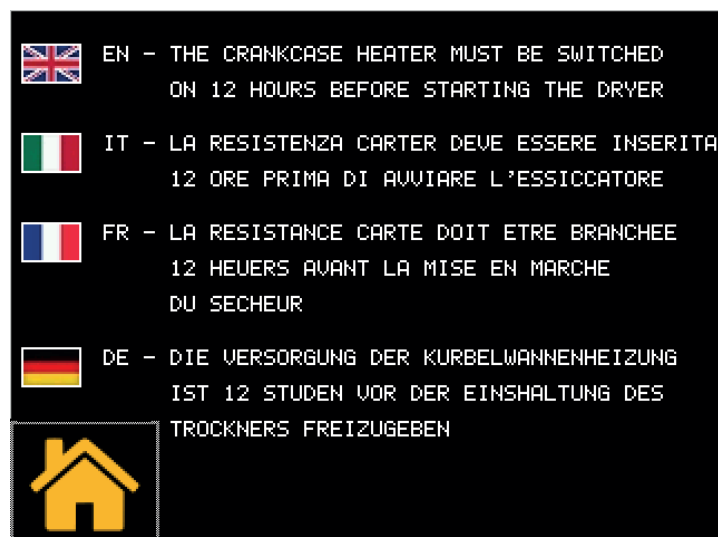 EN - THE CRANKCASE HEATER MUST BE SWITCHED
ON 12 HOURS BEFORE STARTING THE DRYER
IT - LA RESISTENZA CARTER DEVE ESSERE INSERITA
12 ORE PRIMA DI AVVIARE L'ESSICCATORE
FR - LA RESISTANCE CARTE DOIT ETRE BRANCHEE
12 HEUERS AVANT LA MISE EN MARCHE
DU SECHEUR
DE - DIE VERSORGUNG DER KURBELWANNENHEIZUNG
IST 12 STUDEN VOR DER EINSHALTUNG DES
TROCKNERS FREIZUGEBEN